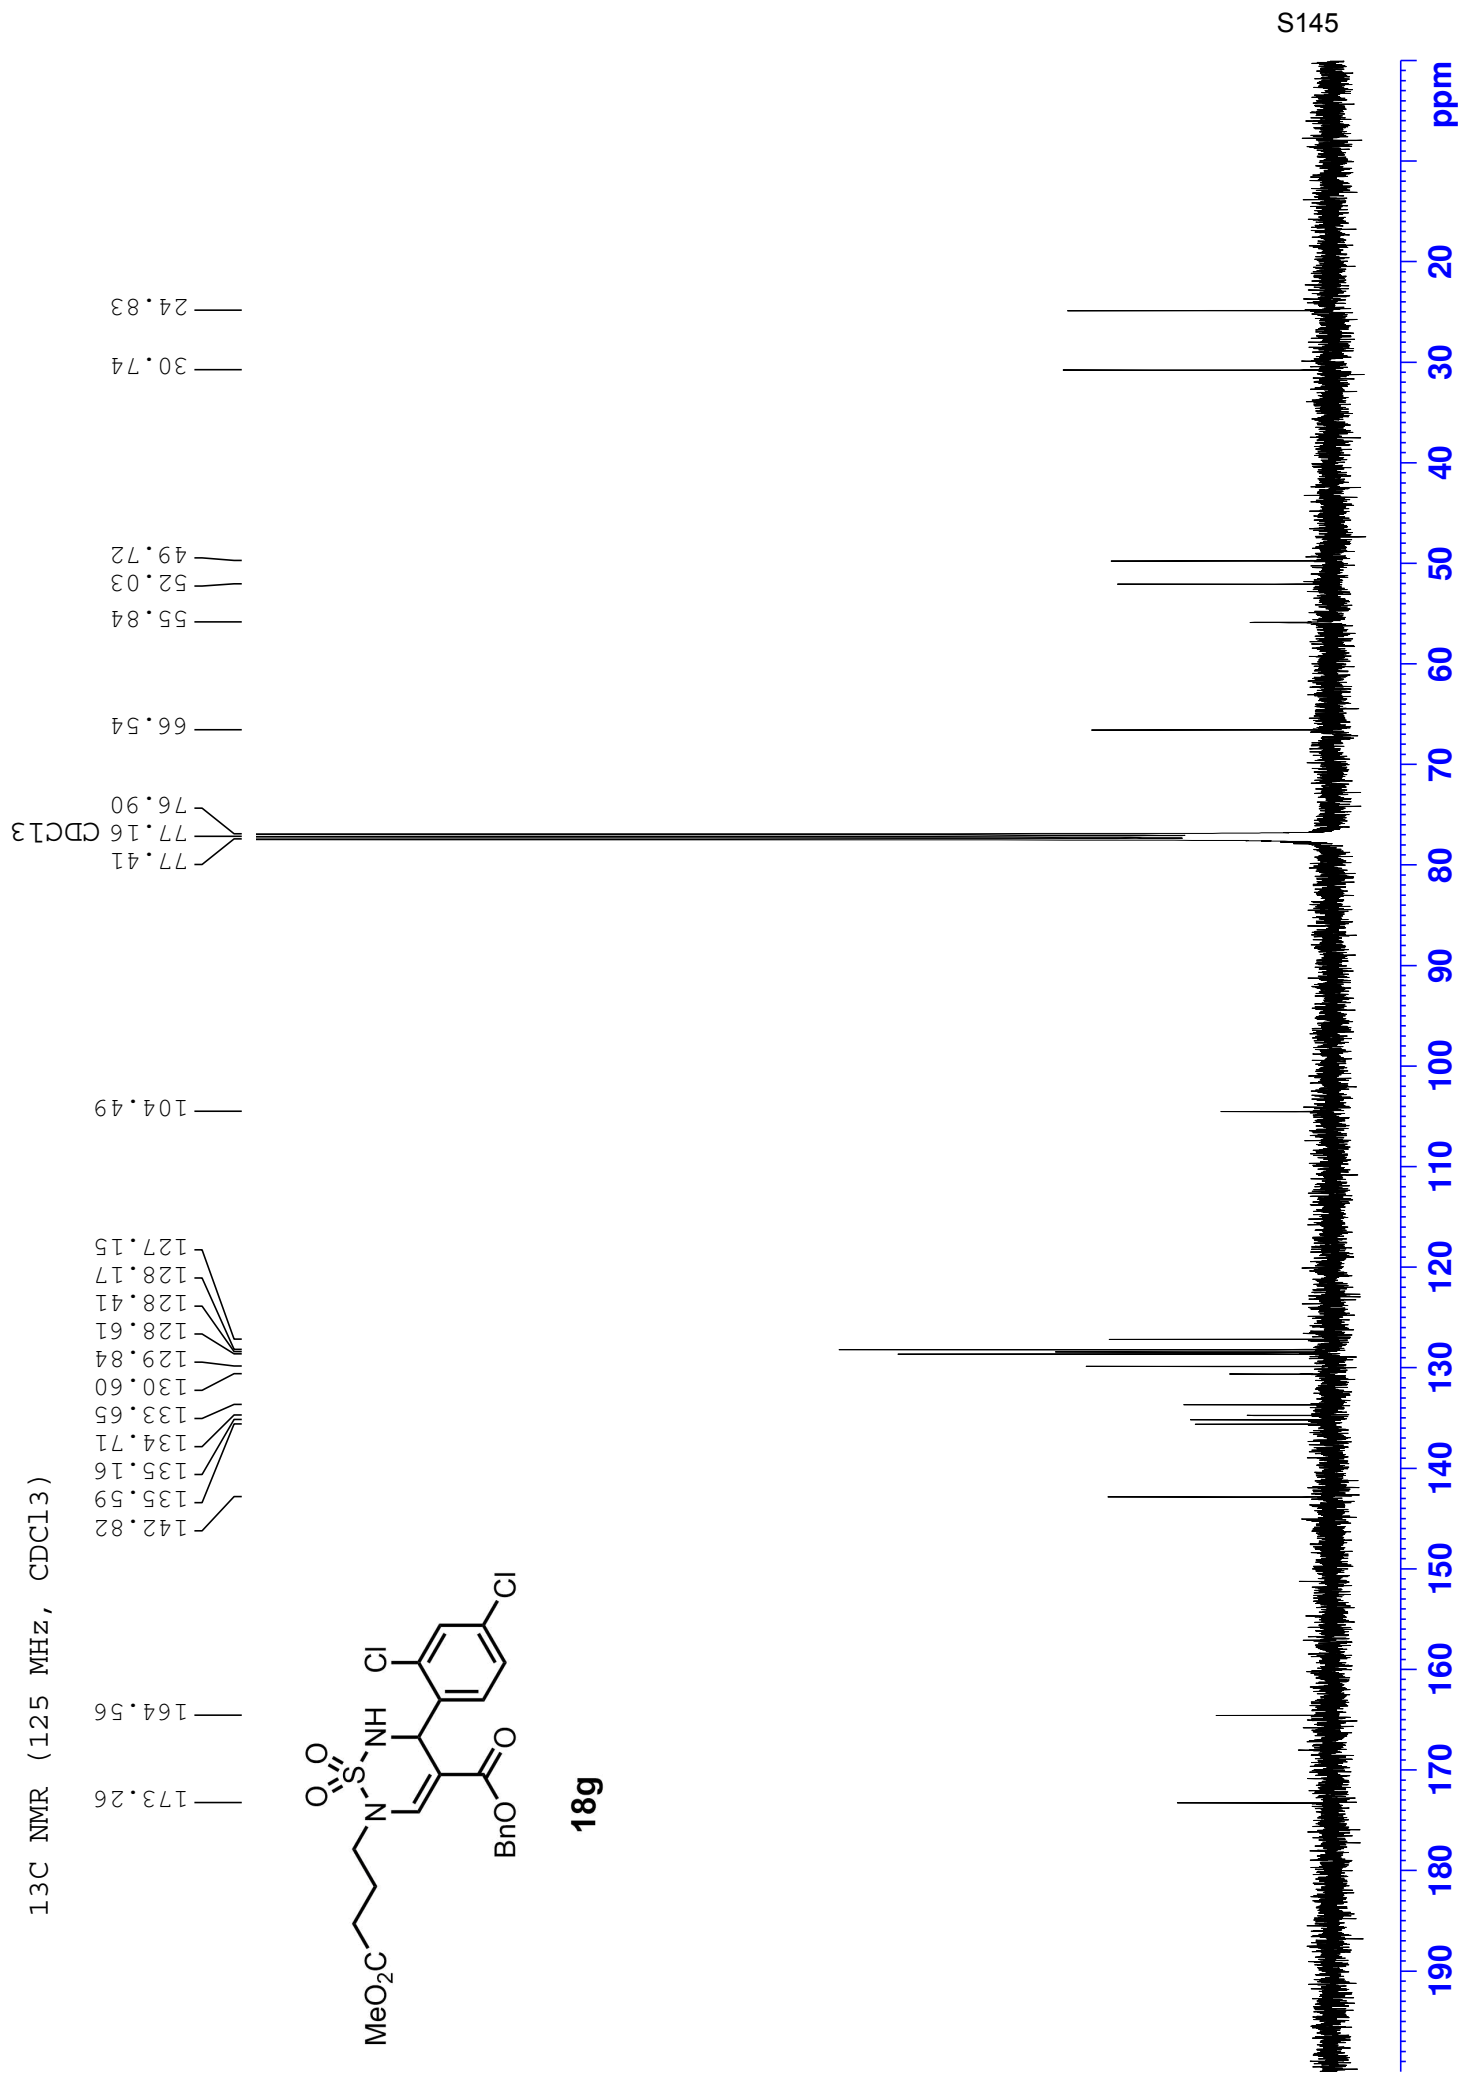 S145
13C NMR (125 MHz, CDCl3)
173.26
164.56
142.82
135.59
135.16
134.71
133.65
130.60
129.84
128.61
128.41
128.17
127.15
104.49
77.41
77.16 CDCl3
76.90
66.54
55.84
52.03
49.72
30.74
24.83
MeO2C
N
S
O
O
NH
Cl
Cl
BnO
O
18g
190 180 170 160 150 140 130 120 110 100 90 80 70 60 50 40 30 20 ppm